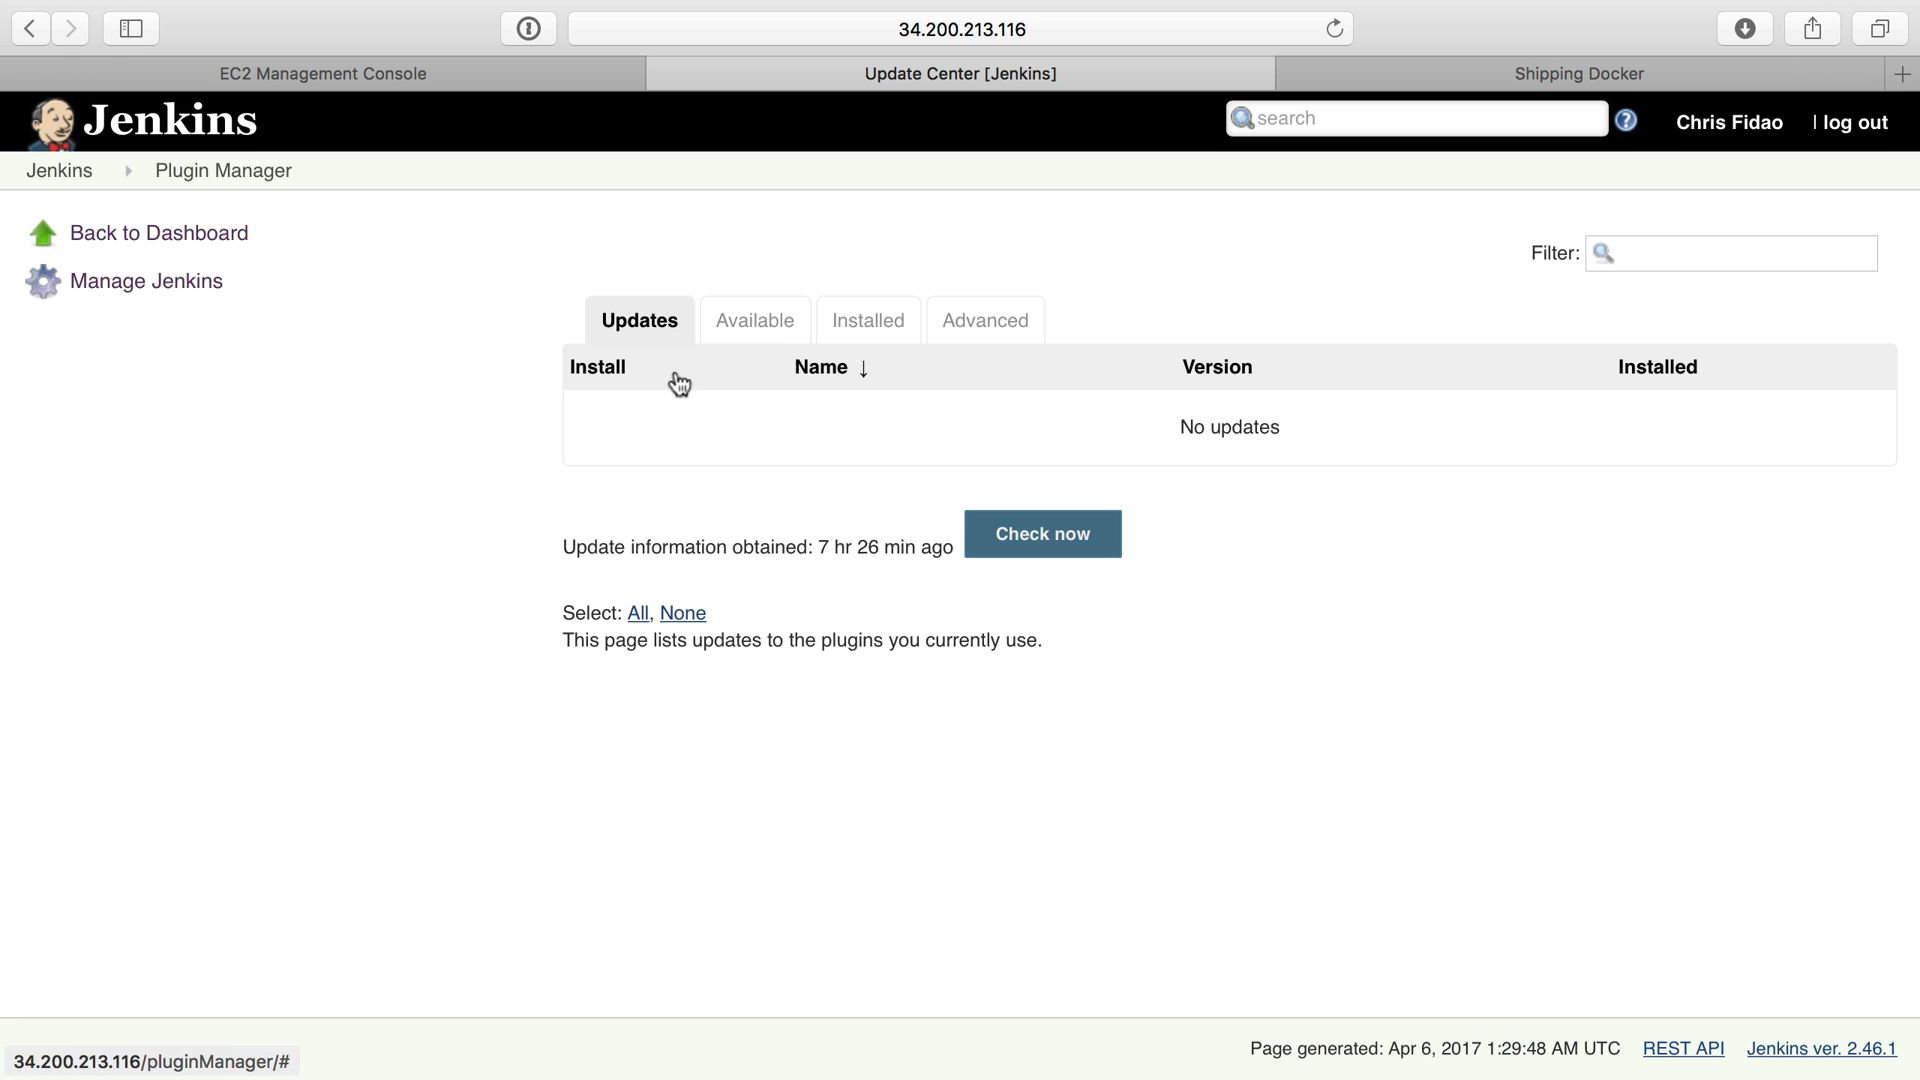 34.200.213.116
EC2 Management Console
Update Center [Jenkins]
Shipping Docker
Jenkins
search
Chris Fidao
| log out
Jenkins
Plugin Manager
Back to Dashboard
Manage Jenkins
Filter:
Updates
Available
Installed
Advanced
Install
Name ↓
Version
Installed
No updates
Update information obtained: 7 hr 26 min ago
Check now
Select: All, None
This page lists updates to the plugins you currently use.
Page generated: Apr 6, 2017 1:29:48 AM UTC
REST API
Jenkins ver. 2.46.1
34.200.213.116/pluginManager/#